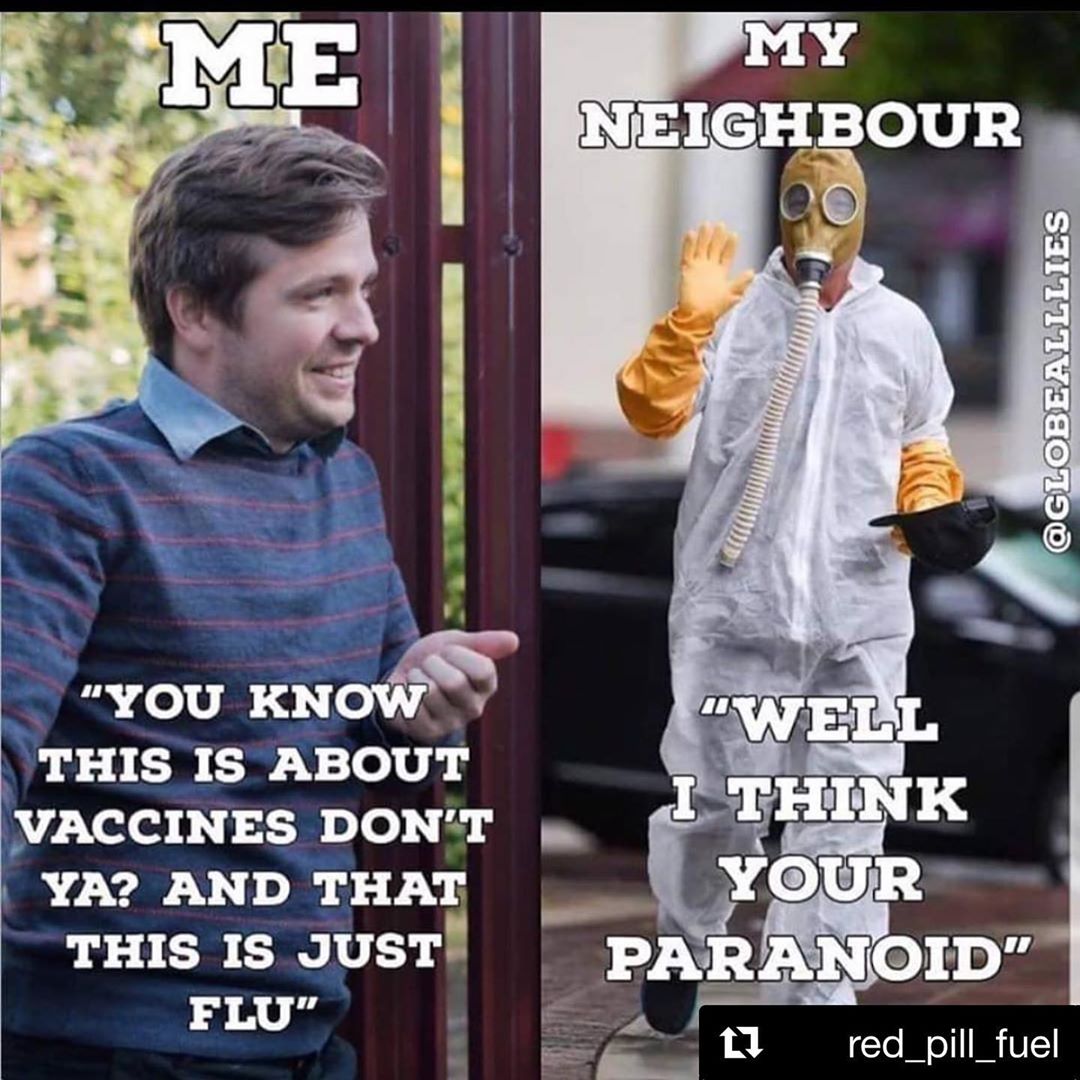 ME
"YOU KNOW
THIS IS ABOUT
VACCINES DON'T
YA? AND THAT
THIS IS JUST
FLU"
MY
NEIGHBOUR
"WELL
I THINK
YOUR
PARANOID"
@GLOBEALLLIES
red_pill_fuel